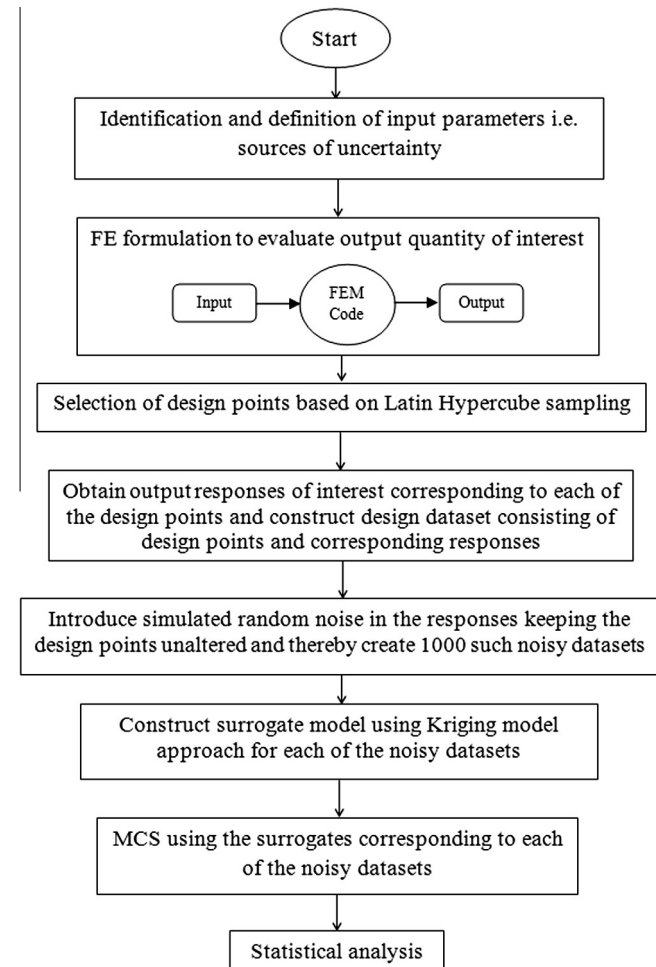 Start
Identification and definition of input parameters i.e.
sources of uncertainty
FE formulation to evaluate output quantity of interest
Input
FEM
Code
Output
Selection of design points based on Latin Hypercube sampling
Obtain output responses of interest corresponding to each of
the design points and construct design dataset consisting of
design points and corresponding responses
Introduce simulated random noise in the responses keeping the
design points unaltered and thereby create 1000 such noisy datasets
Construct surrogate model using Kriging model
approach for each of the noisy datasets
MCS using the surrogates corresponding to each
of the noisy datasets
Statistical analysis